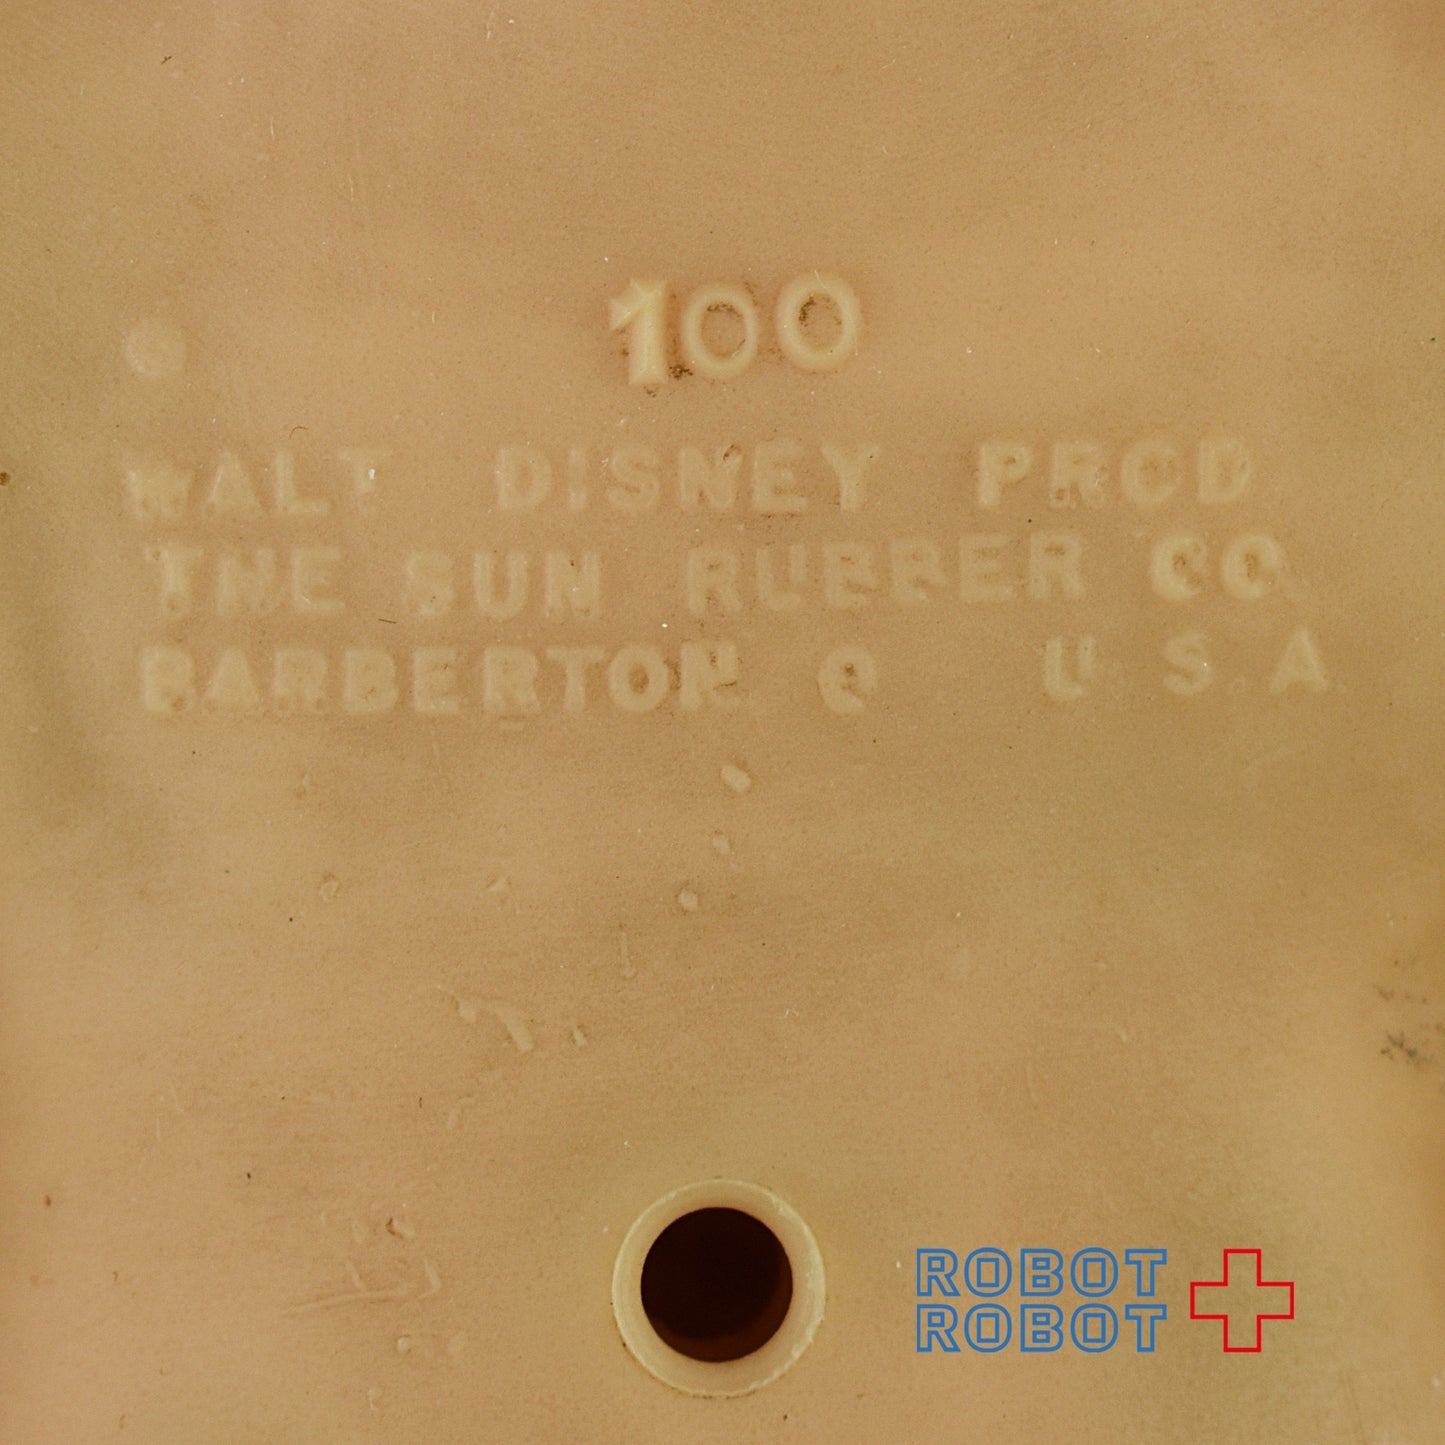 100
WALT DISNEY PROD
THE SUN RUBBER CO
BARBERTON O U.S.A.
ROBOT
ROBOT